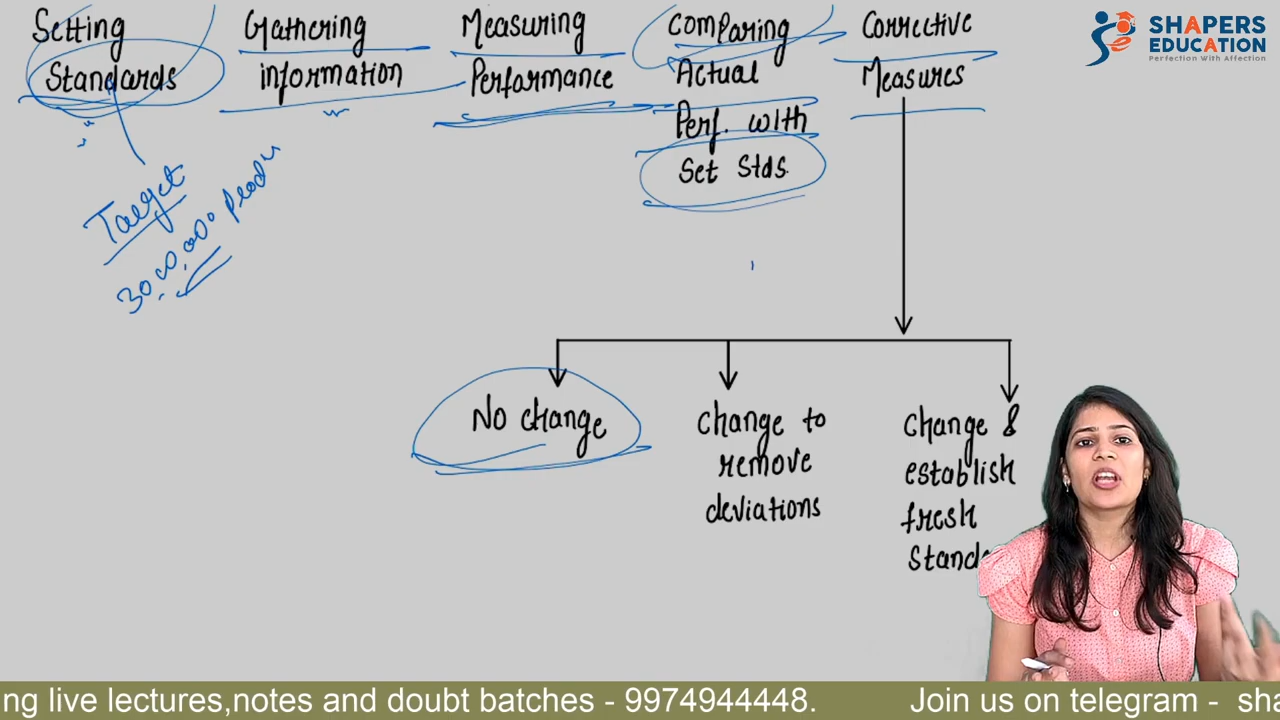 Setting
Standards
Gathering
information
Measuring
Performance
Comparing
Actual
Perf. with
Set Stds.
Corrective
Measures
SHAPERS
EDUCATION
Perfection With Affection
Target
No change
change to
remove
deviations
change &
establish
fresh
Stand
ng live lectures,notes and doubt batches - 9974944448.
Join us on telegram - sha